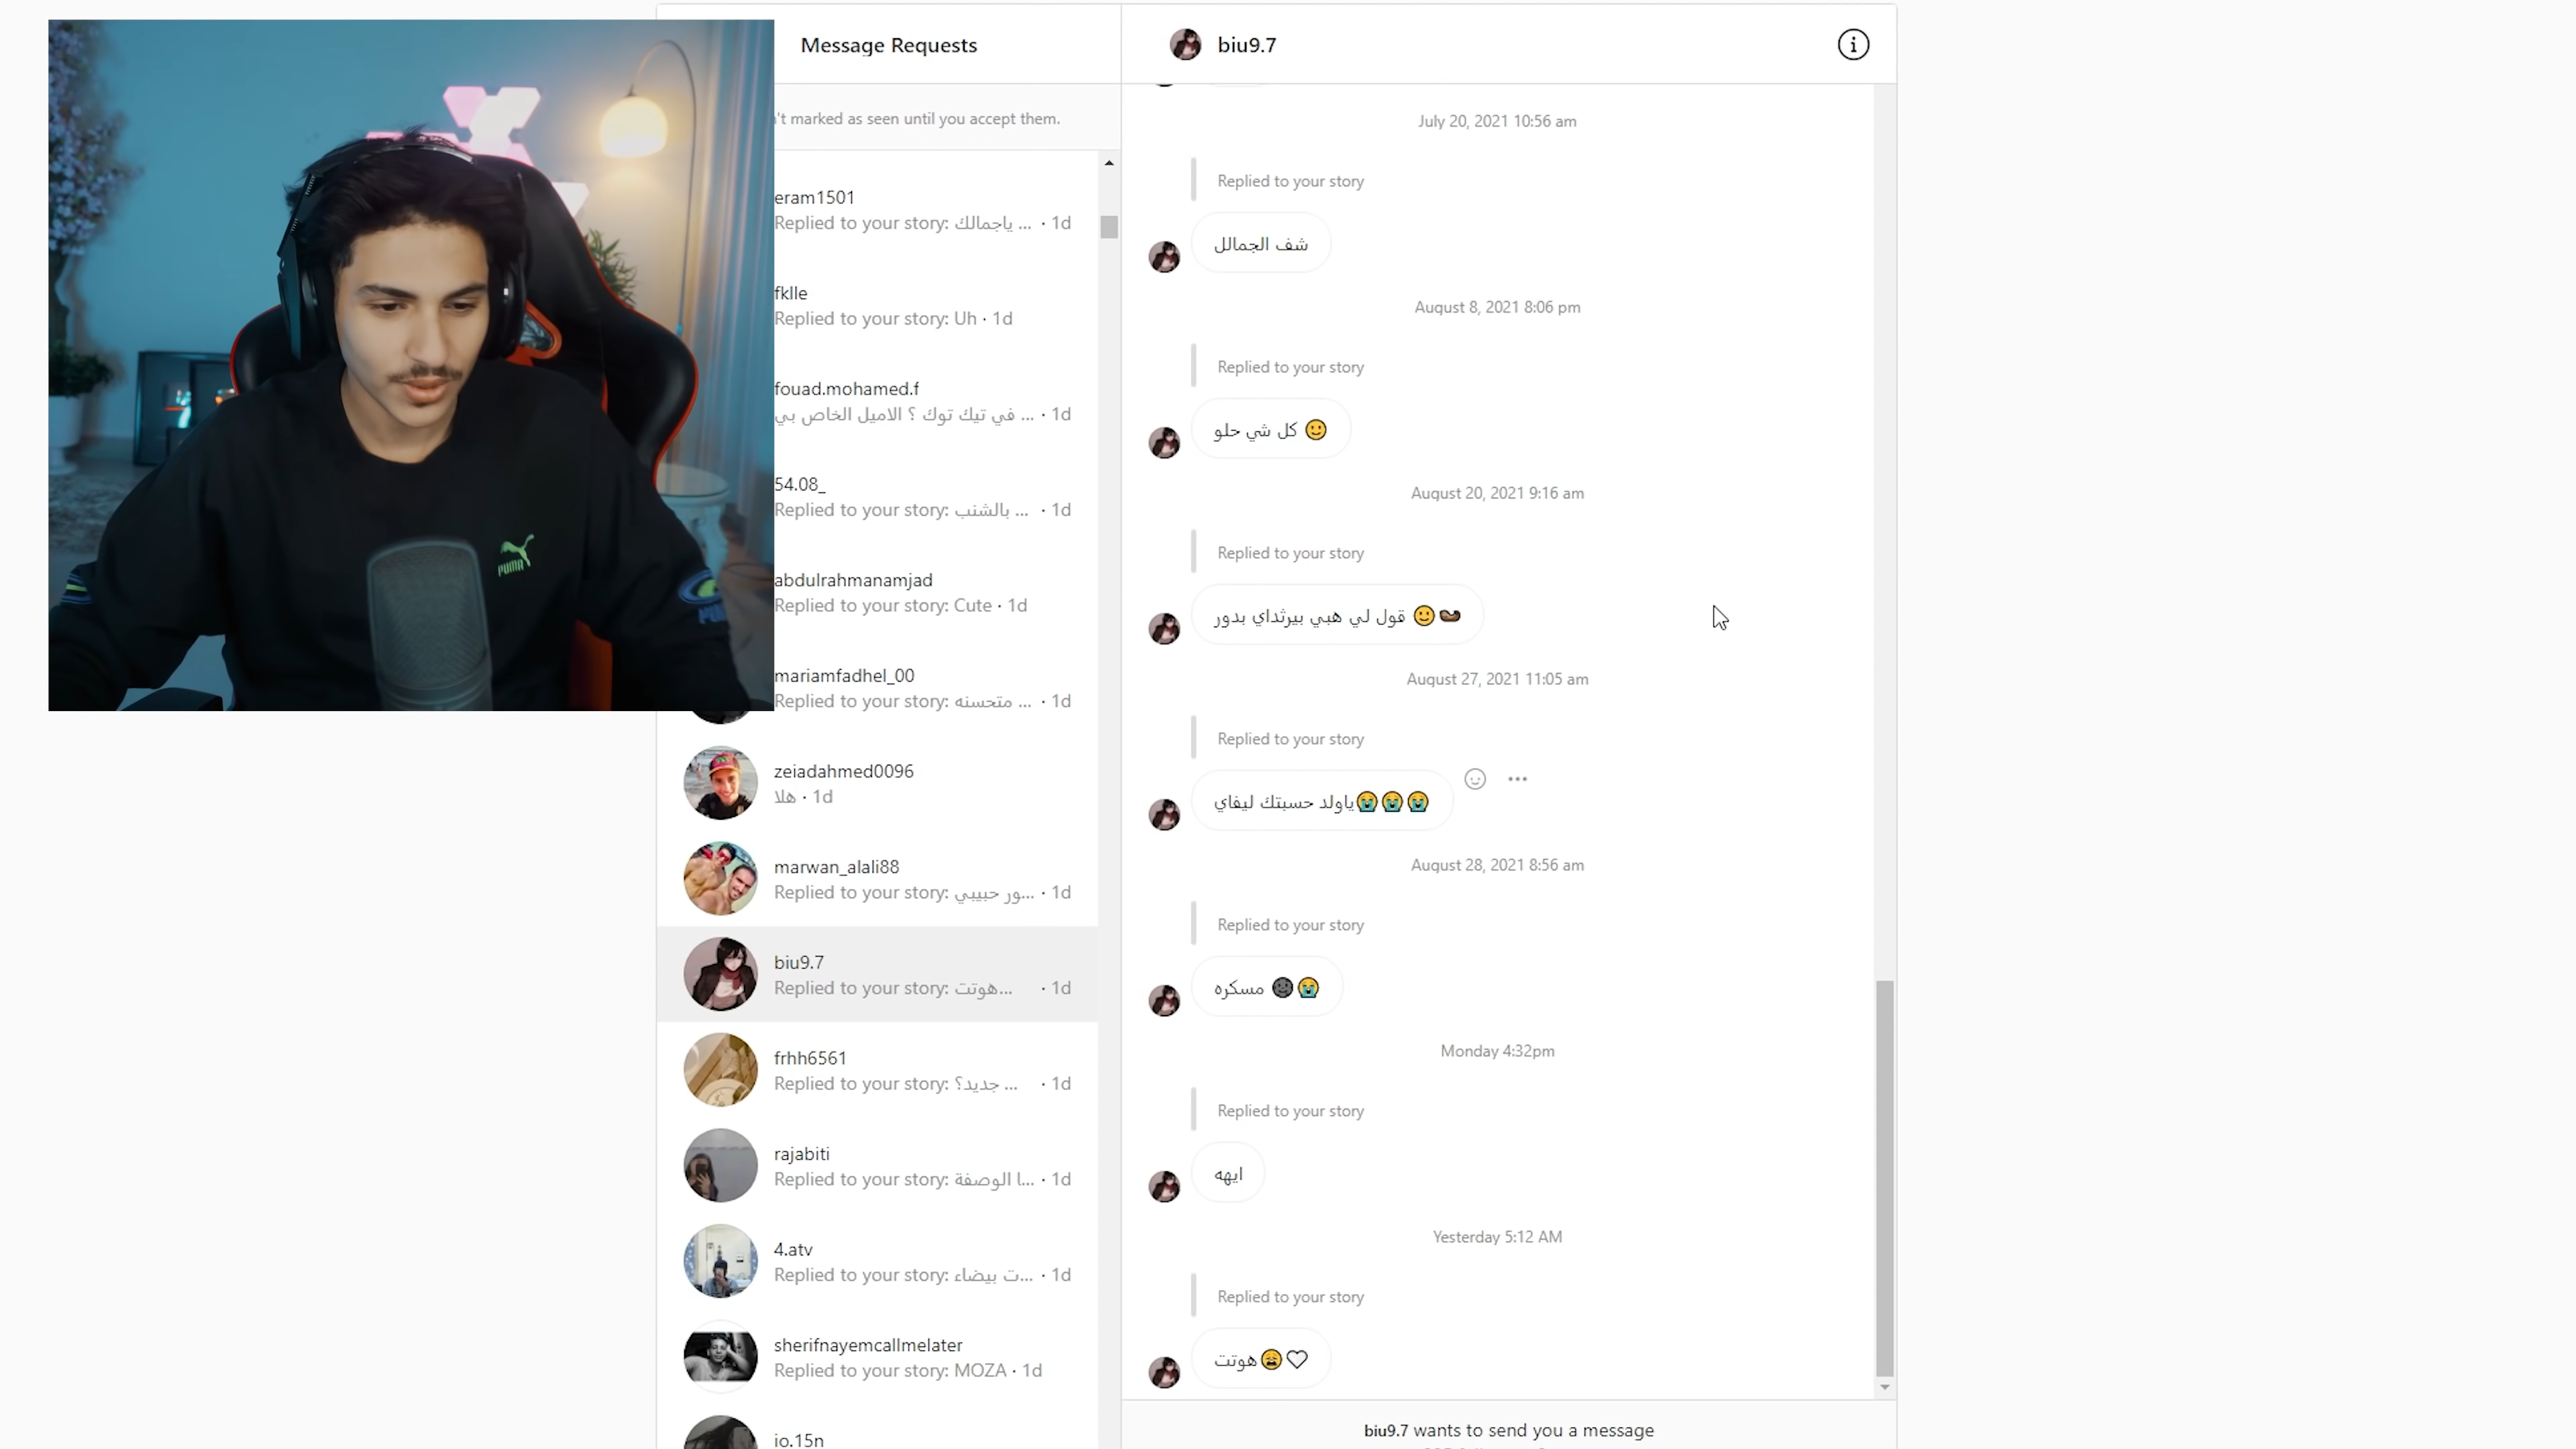 Message Requests
't marked as seen until you accept them.
eram1501
Replied to your story: ياجمالك ... · 1d
fklle
Replied to your story: Uh · 1d
fouad.mohamed.f
في تيك توك ؟ الاميل الخاص بي ... · 1d
54.08_
Replied to your story: بالشنب ... · 1d
abdulrahmanamjad
Replied to your story: Cute · 1d
mariamfadhel_00
Replied to your story: متحسنه ... · 1d
zeiadahmed0096
هلا · 1d
marwan_alali88
Replied to your story: ور حبيبي... · 1d
biu9.7
Replied to your story: هوتت... · 1d
frhh6561
Replied to your story: جديد؟ ... · 1d
rajabiti
Replied to your story: ا الوصفة... · 1d
4.atv
Replied to your story: ت بيضاء... · 1d
sherifnayemcallmelater
Replied to your story: MOZA · 1d
io.15n
biu9.7
July 20, 2021 10:56 am
Replied to your story
شف الجمالل
August 8, 2021 8:06 pm
Replied to your story
كل شي حلو 🙂
August 20, 2021 9:16 am
Replied to your story
قول لي هبي بيرثداي بدور 🙂
August 27, 2021 11:05 am
Replied to your story
ياولد حسبتك ليفاي😭😭😭
August 28, 2021 8:56 am
Replied to your story
مسكره 🌚😭
Monday 4:32pm
Replied to your story
ايهه
Yesterday 5:12 AM
Replied to your story
هوتت😩♡
biu9.7 wants to send you a message
PUMA